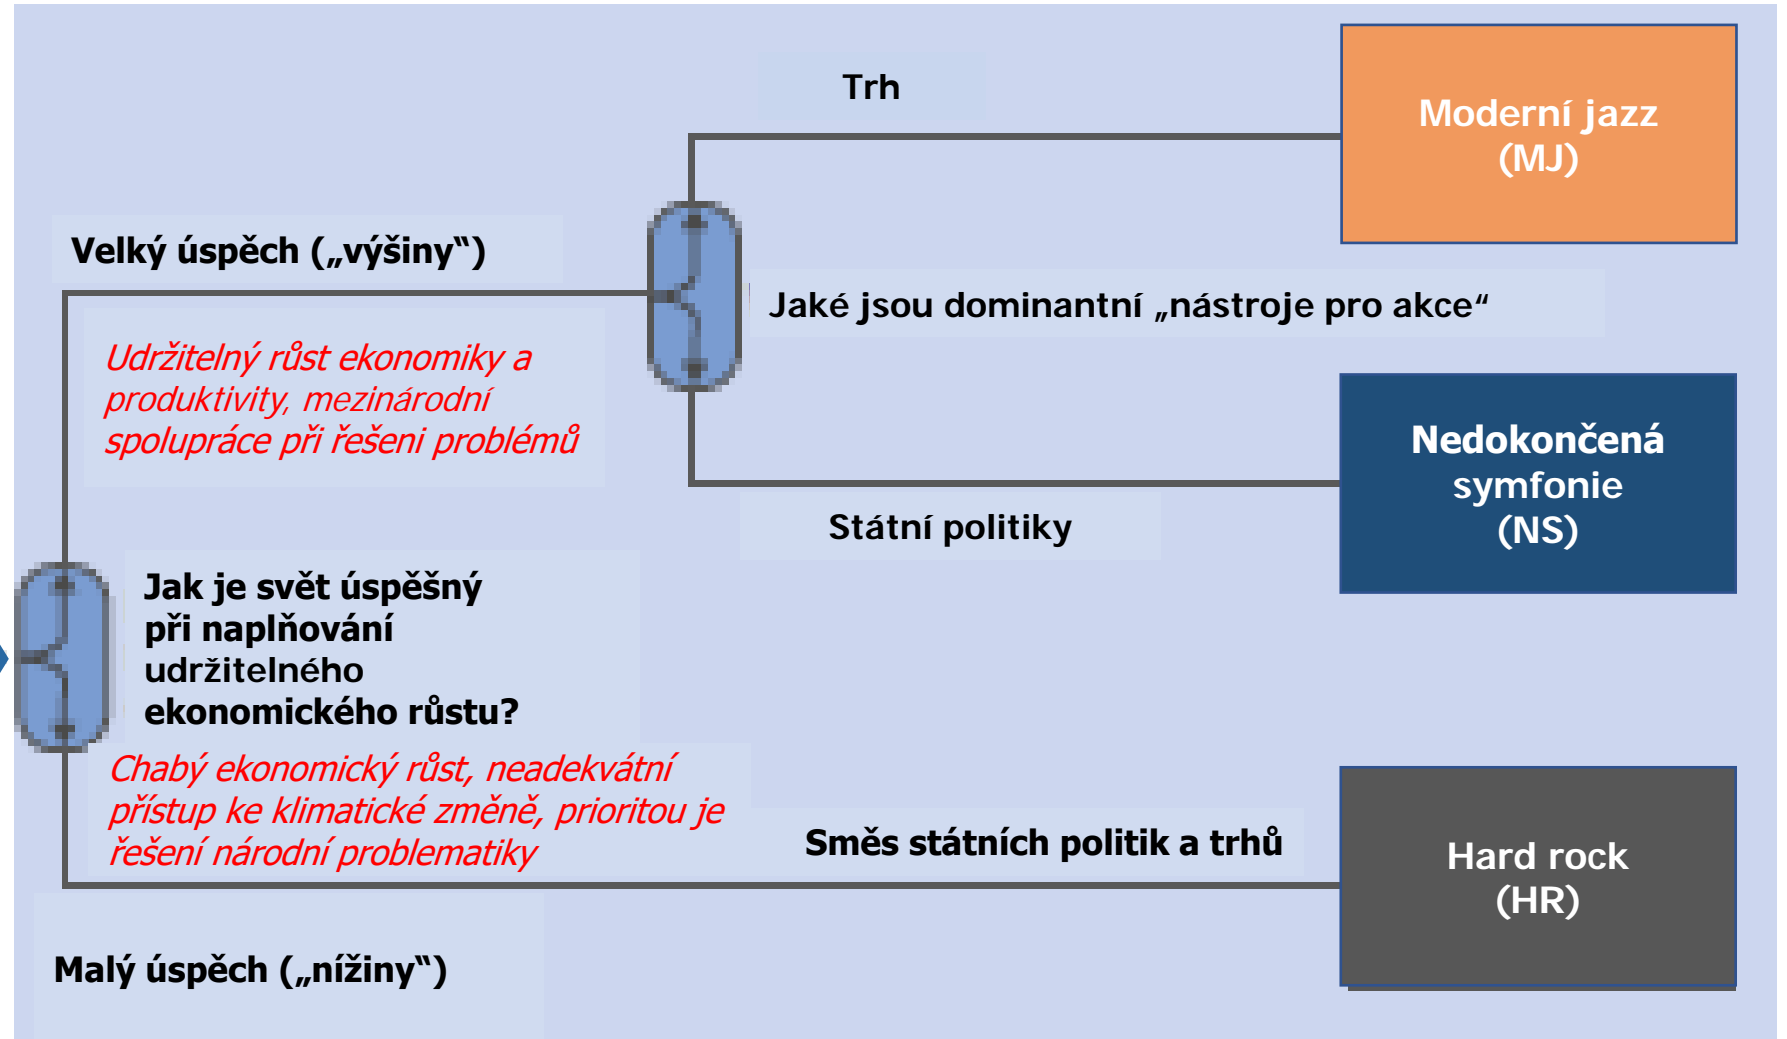 Trh
Moderní jazz
(MJ)
Velký úspěch („výšiny“)
Jaké jsou dominantní „nástroje pro akce“
Udržitelný růst ekonomiky a
produktivity, mezinárodní
spolupráce při řešeni problémů
Nedokončená
symfonie
(NS)
Státní politiky
Jak je svět úspěšný
při naplňování
udržitelného
ekonomického růstu?
Chabý ekonomický růst, neadekvátní
přístup ke klimatické změně, prioritou je
řešení národní problematiky
Směs státních politik a trhů
Hard rock
(HR)
Malý úspěch („nížiny“)